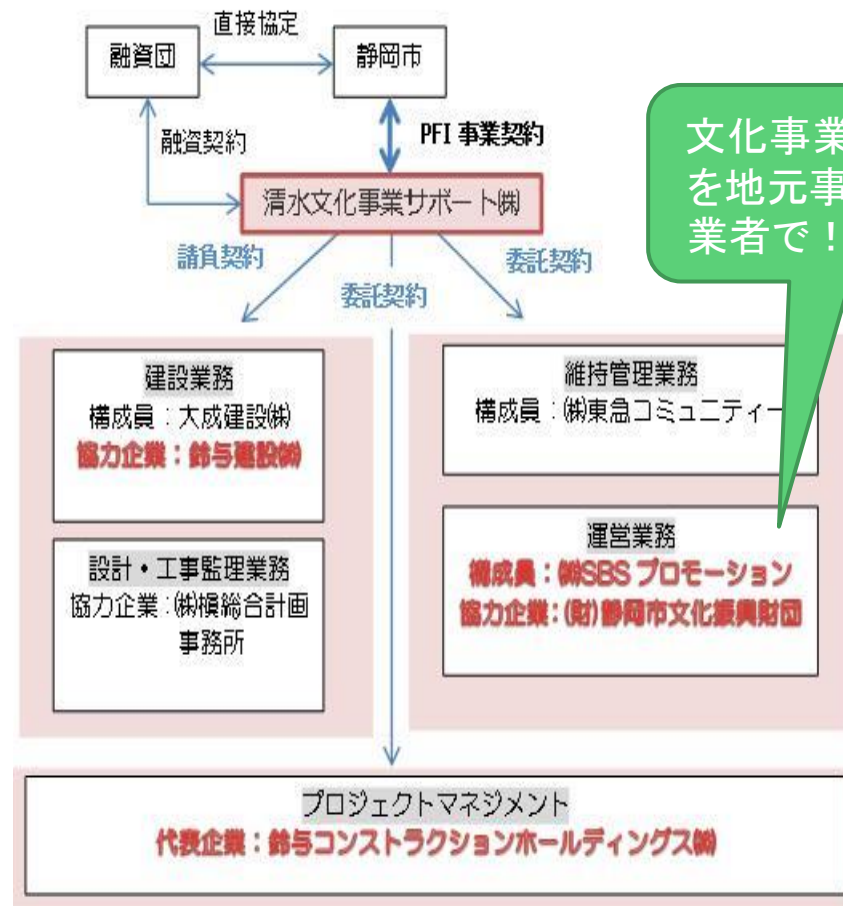 直接協定
融資団
静岡市
融資契約
PFI 事業契約
清水文化事業サポート㈱
請負契約
委託契約
委託契約
文化事業
を地元事
業者で！
建設業務
構成員：大成建設㈱
協力企業：鈴与建設㈱
設計・工事監理業務
協力企業：㈱槇総合計画
事務所
維持管理業務
構成員：㈱東急コミュニティー
運営業務
構成員：㈱SBS プロモーション
協力企業：(財)静岡市文化振興財団
プロジェクトマネジメント
代表企業：鈴与コンストラクションホールディングス㈱